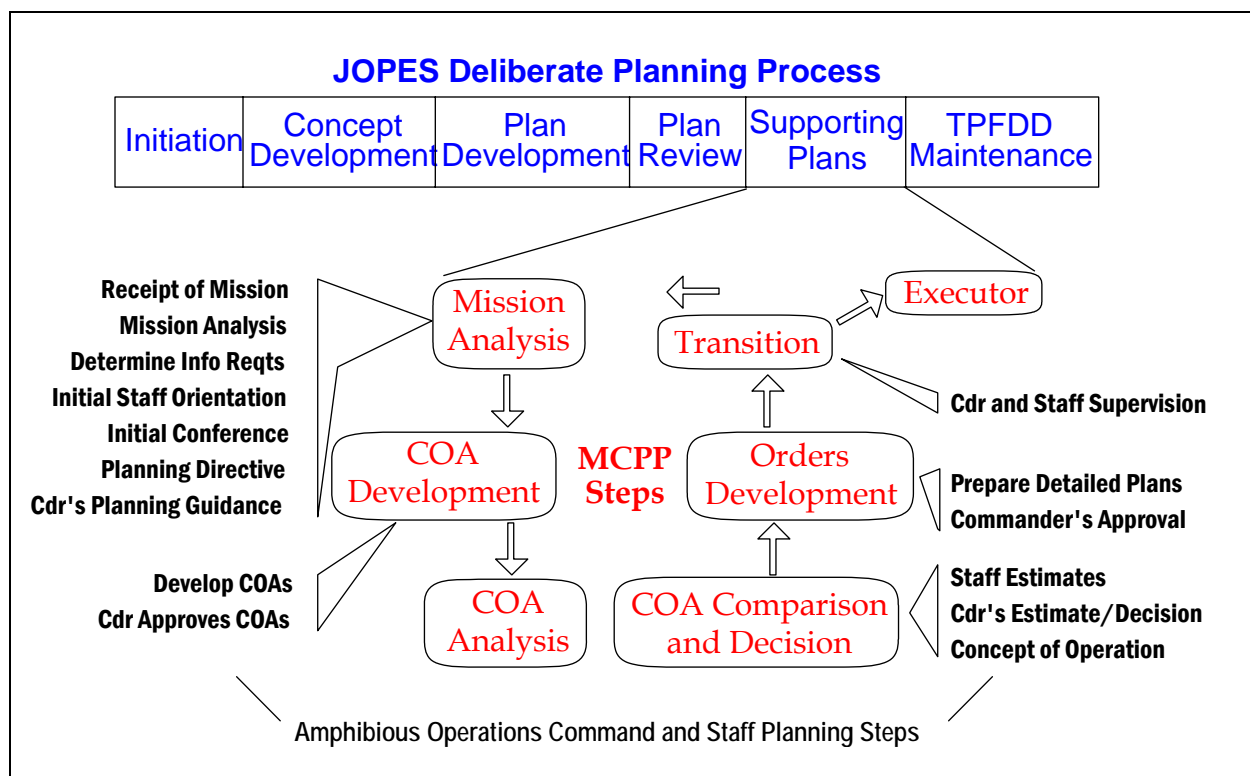 JOPES Deliberate Planning Process
Initiation
Concept
Development
Plan
Development
Plan
Review
Supporting
Plans
TPFDD
Maintenance
Receipt of Mission
Mission Analysis
Determine Info Reqts
Initial Staff Orientation
Initial Conference
Planning Directive
Cdr's Planning Guidance
Mission
Analysis
Transition
Executor
Cdr and Staff Supervision
COA
Development
MCPP
Steps
Orders
Development
Prepare Detailed Plans
Commander's Approval
Develop COAs
Cdr Approves COAs
COA
Analysis
COA Comparison
and Decision
Staff Estimates
Cdr's Estimate/Decision
Concept of Operation
Amphibious Operations Command and Staff Planning Steps